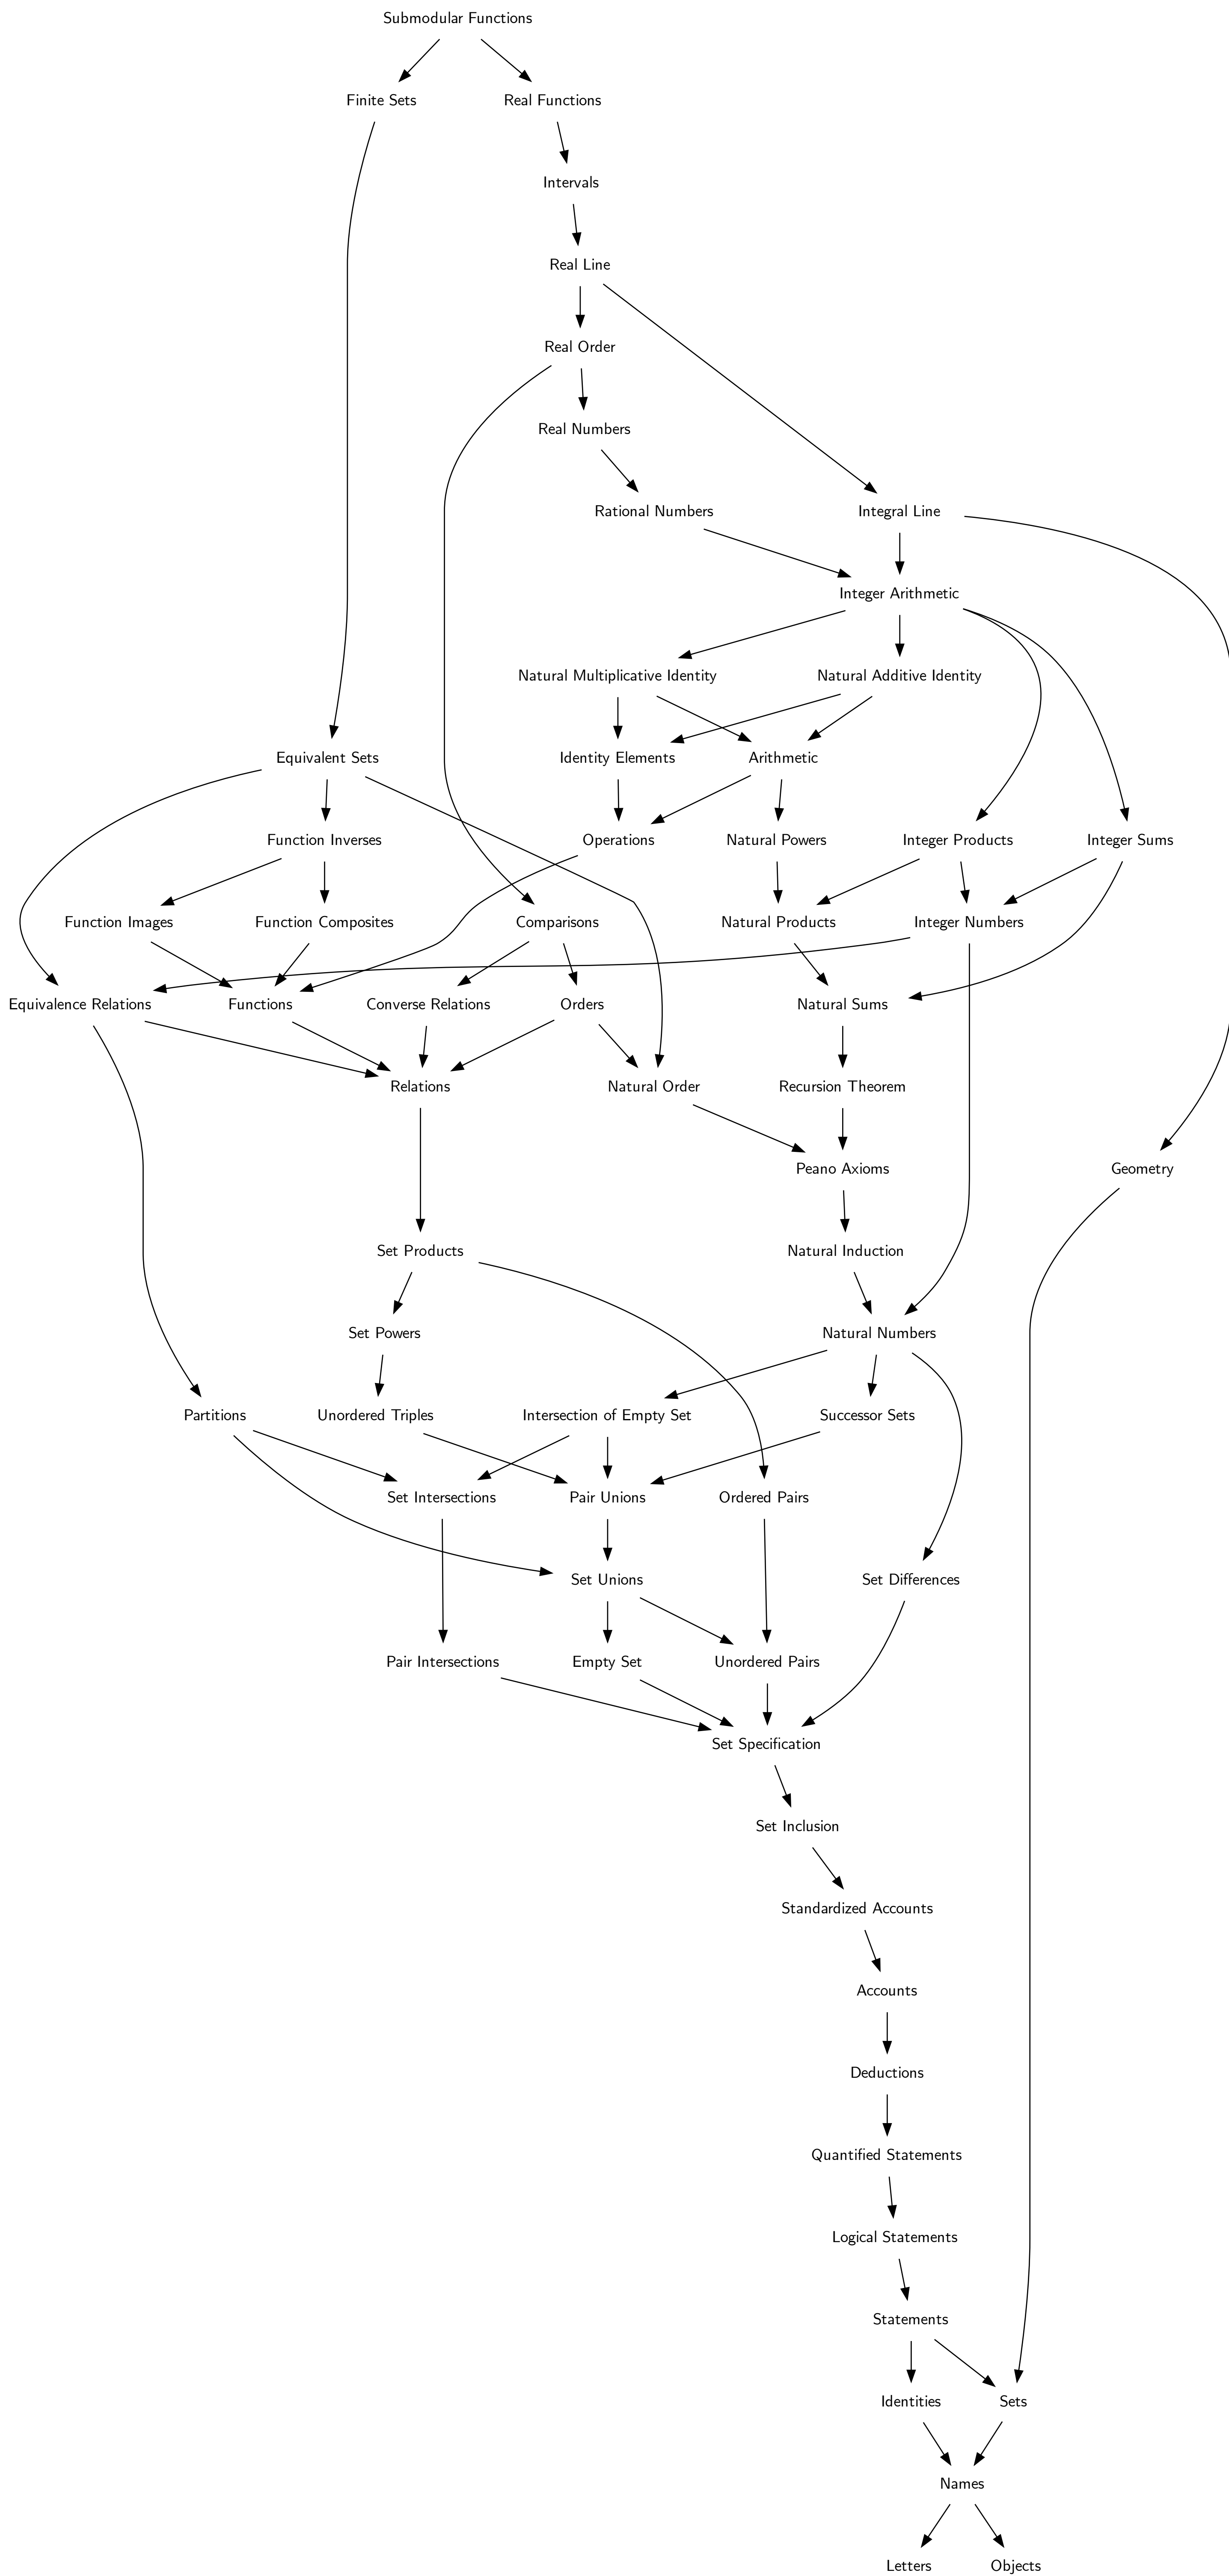 Submodular Functions
Finite Sets
Real Functions
Intervals
Real Line
Real Order
Real Numbers
Rational Numbers
Integral Line
Integer Arithmetic
Natural Multiplicative Identity
Natural Additive Identity
Equivalent Sets
Identity Elements
Arithmetic
Function Inverses
Operations
Natural Powers
Integer Products
Integer Sums
Function Images
Function Composites
Comparisons
Natural Products
Integer Numbers
Equivalence Relations
Functions
Converse Relations
Orders
Natural Sums
Relations
Natural Order
Recursion Theorem
Peano Axioms
Geometry
Set Products
Natural Induction
Set Powers
Natural Numbers
Partitions
Unordered Triples
Intersection of Empty Set
Successor Sets
Set Intersections
Pair Unions
Ordered Pairs
Set Unions
Set Differences
Pair Intersections
Empty Set
Unordered Pairs
Set Specification
Set Inclusion
Standardized Accounts
Accounts
Deductions
Quantified Statements
Logical Statements
Statements
Identities
Sets
Names
Letters
Objects